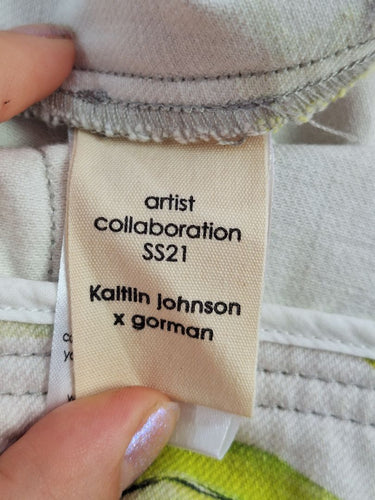 artist
collaboration
SS21
Kaitlin Johnson
x gorman